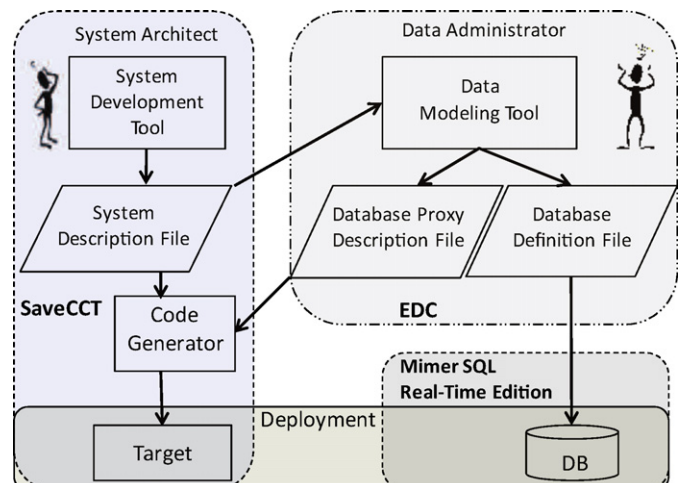 System Architect
Data Administrator
System
Development
Tool
Data
Modeling Tool
System
Description File
Database Proxy
Description File
Database
Definition File
SaveCCT
Code
Generator
EDC
Mimer SQL
Real-Time Edition
Deployment
Target
DB